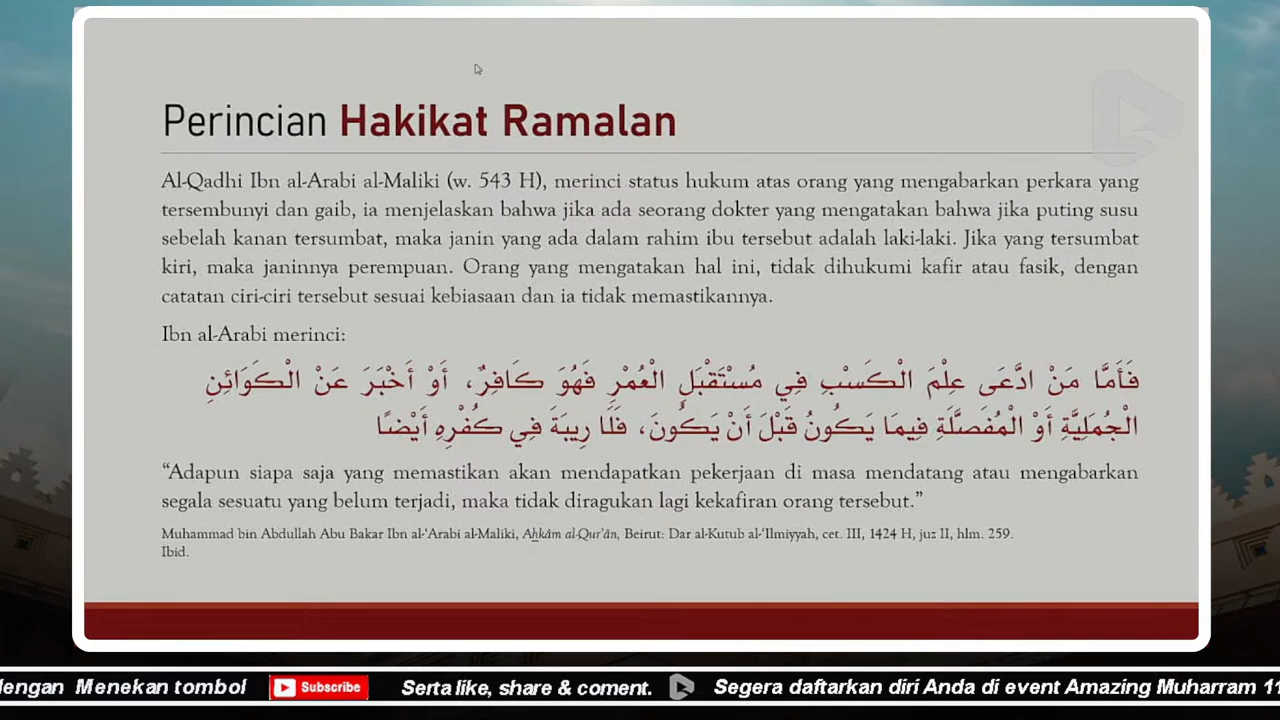 Perincian Hakikat Ramalan
Al-Qadhi Ibn al-Arabi al-Maliki (w. 543 H), merinci status hukum atas orang yang mengabarkan perkara yang
tersembunyi dan gaib, ia menjelaskan bahwa jika ada seorang dokter yang mengatakan bahwa jika puting susu
sebelah kanan tersumbat, maka janin yang ada dalam rahim ibu tersebut adalah laki-laki. Jika yang tersumbat
kiri, maka janinnya perempuan. Orang yang mengatakan hal ini, tidak dihukumi kafir atau fasik, dengan
catatan ciri-ciri tersebut sesuai kebiasaan dan ia tidak memastikannya.
Ibn al-Arabi merinci:
فَأَمَّا مَنْ ادَّعَى عِلْمَ الْكَسْبِ فِي مُسْتَقْبَلِ الْعُمْرِ فَهُوَ كَافِرٌ، أَوْ أَخْبَرَ عَنْ الْكَوَائِنِ
الْجُمَلِيَّةِ أَوْ الْمُفَصَّلَةِ فِيمَا يَكُونُ قَبْلَ أَنْ يَكُونَ، فَلَا رِيبَةَ فِي كُفْرِهِ أَيْضًا
“Adapun siapa saja yang memastikan akan mendapatkan pekerjaan di masa mendatang atau mengabarkan
segala sesuatu yang belum terjadi, maka tidak diragukan lagi kekafiran orang tersebut.”
Muhammad bin Abdullah Abu Bakar Ibn al-‘Arabi al-Maliki, Ahkâm al-Qur’ân, Beirut: Dar al-Kutub al-‘Ilmiyyah, cet. III, 1424 H, juz II, hlm. 259.
Ibid.
dengan Menekan tombol Subscribe Serta like, share & coment. Segera daftarkan diri Anda di event Amazing Muharram 11